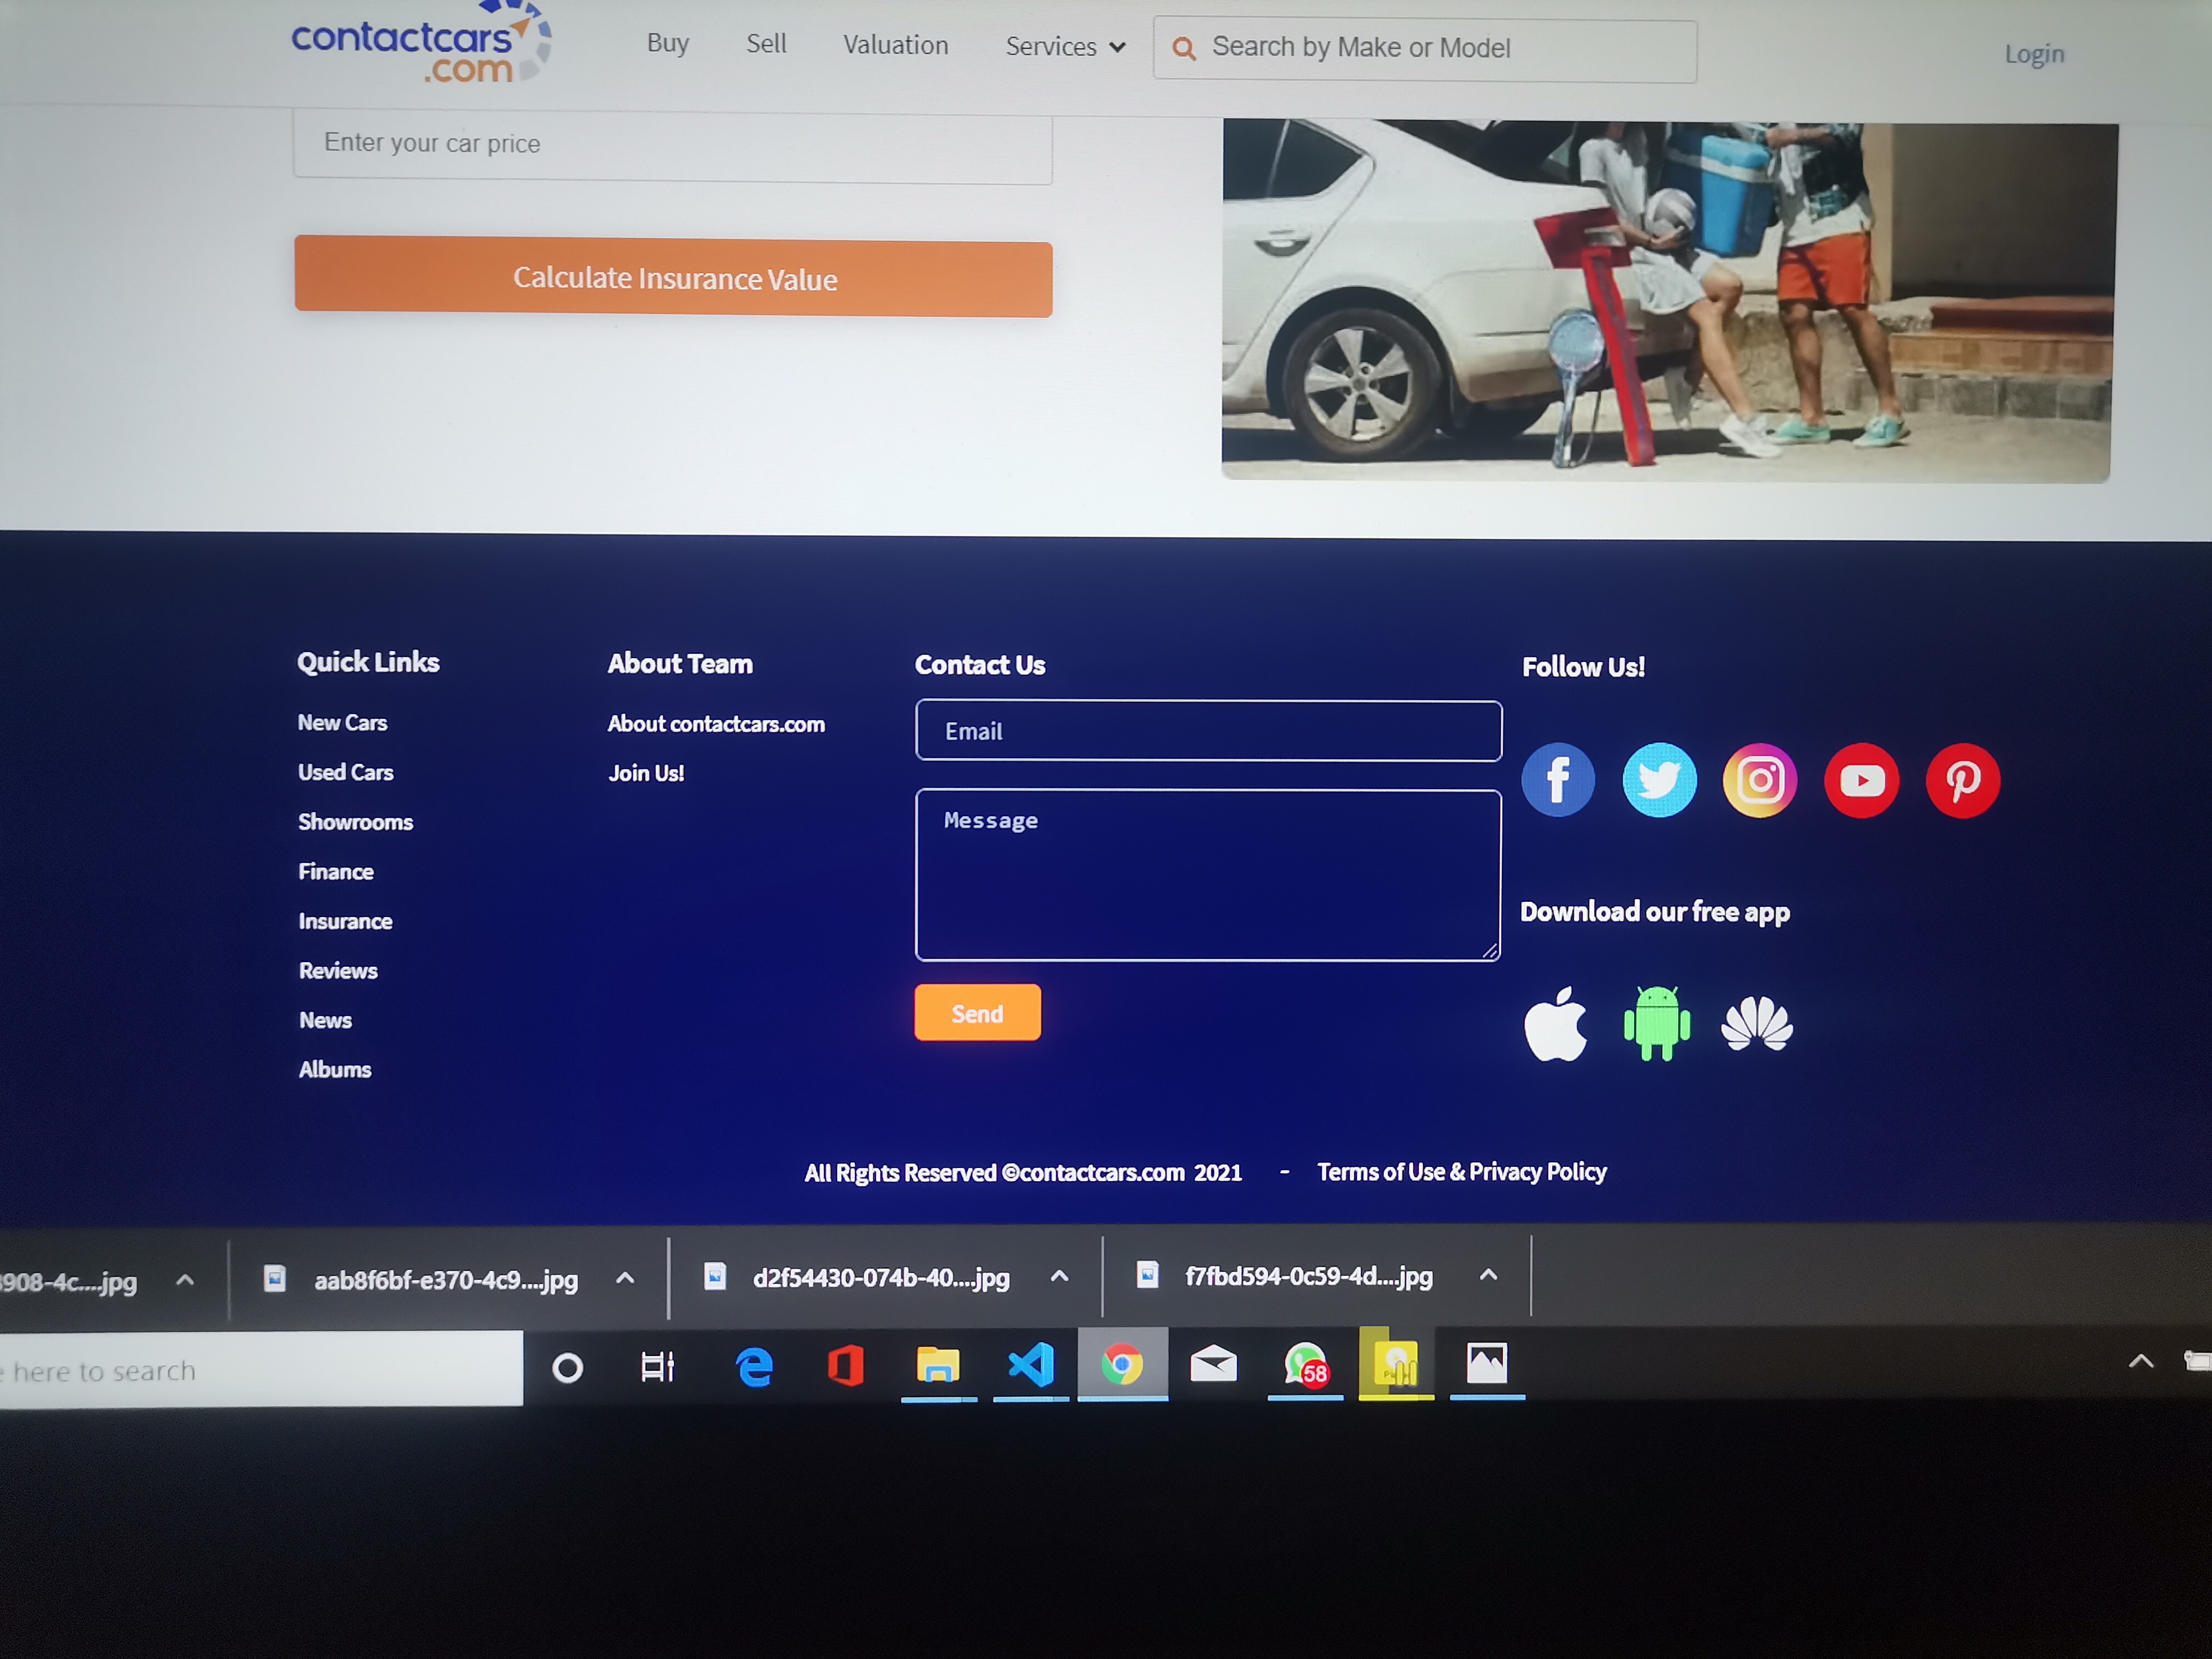 contactcars
.com
Buy
Sell
Valuation
Services
Search by Make or Model
Login
Enter your car price
Calculate Insurance Value
Quick Links
New Cars
Used Cars
Showrooms
Finance
Insurance
Reviews
News
Albums
About Team
About contactcars.com
Join Us!
Contact Us
Email
Message
Send
Follow Us!
Download our free app
All Rights Reserved ©contactcars.com 2021 - Terms of Use & Privacy Policy
908-4c....jpg
aab8f6bf-e370-4c9....jpg
d2f54430-074b-40....jpg
f7fbd594-0c59-4d....jpg
here to search
58